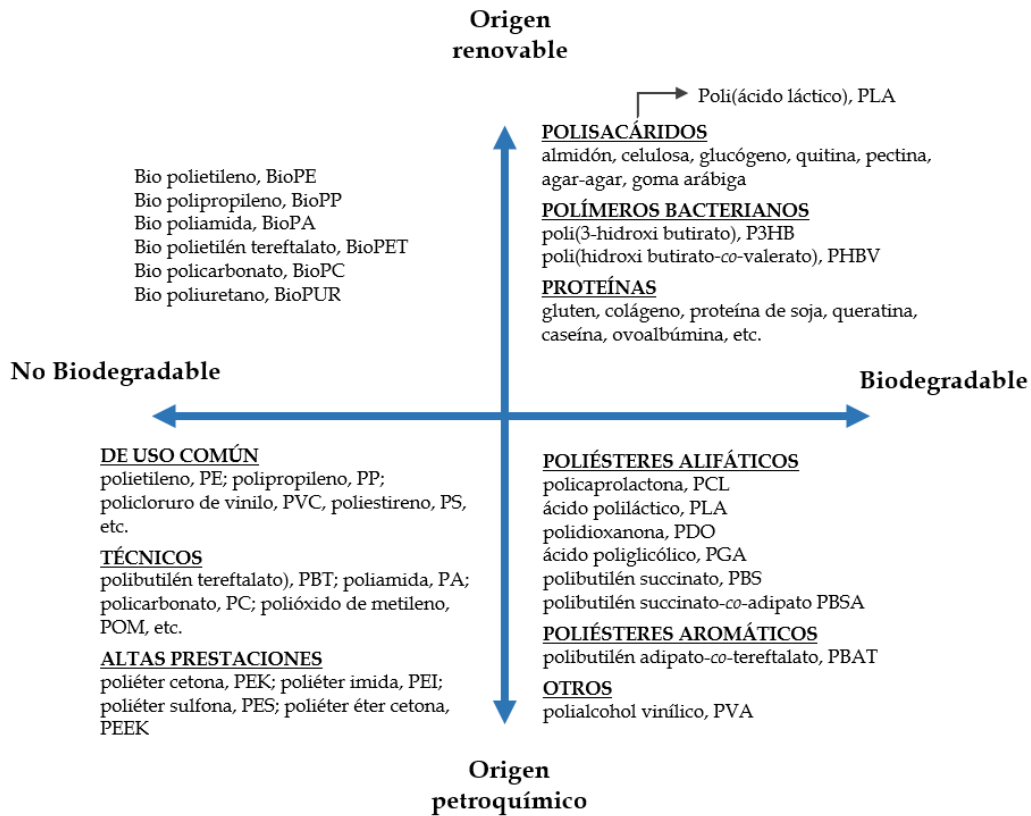 Origen
renovable
Poli(ácido láctico), PLA
POLISACÁRIDOS
almidón, celulosa, glucógeno, quitina, pectina,
agar-agar, goma arábiga
POLÍMEROS BACTERIANOS
poli(3-hidroxi butirato), P3HB
poli(hidroxi butirato-co-valerato), PHBV
PROTEÍNAS
gluten, colágeno, proteína de soja, queratina,
caseína, ovoalbúmina, etc.
Bio polietileno, BioPE
Bio polipropileno, BioPP
Bio poliamida, BioPA
Bio polietilén tereftalato, BioPET
Bio policarbonato, BioPC
Bio poliuretano, BioPUR
No Biodegradable
Biodegradable
DE USO COMÚN
polietileno, PE; polipropileno, PP;
policloruro de vinilo, PVC, poliestireno, PS,
etc.
TÉCNICOS
polibutilén tereftalato), PBT; poliamida, PA;
policarbonato, PC; polióxido de metileno,
POM, etc.
ALTAS PRESTACIONES
poliéter cetona, PEK; poliéter imida, PEI;
poliéter sulfona, PES; poliéter éter cetona,
PEEK
POLIÉSTERES ALIFÁTICOS
policaprolactona, PCL
ácido poliláctico, PLA
polidioxanona, PDO
ácido poliglicólico, PGA
polibutilén succinato, PBS
polibutilén succinato-co-adipato PBSA
POLIÉSTERES AROMÁTICOS
polibutilén adipato-co-tereftalato, PBAT
OTROS
polialcohol vinílico, PVA
Origen
petroquímico